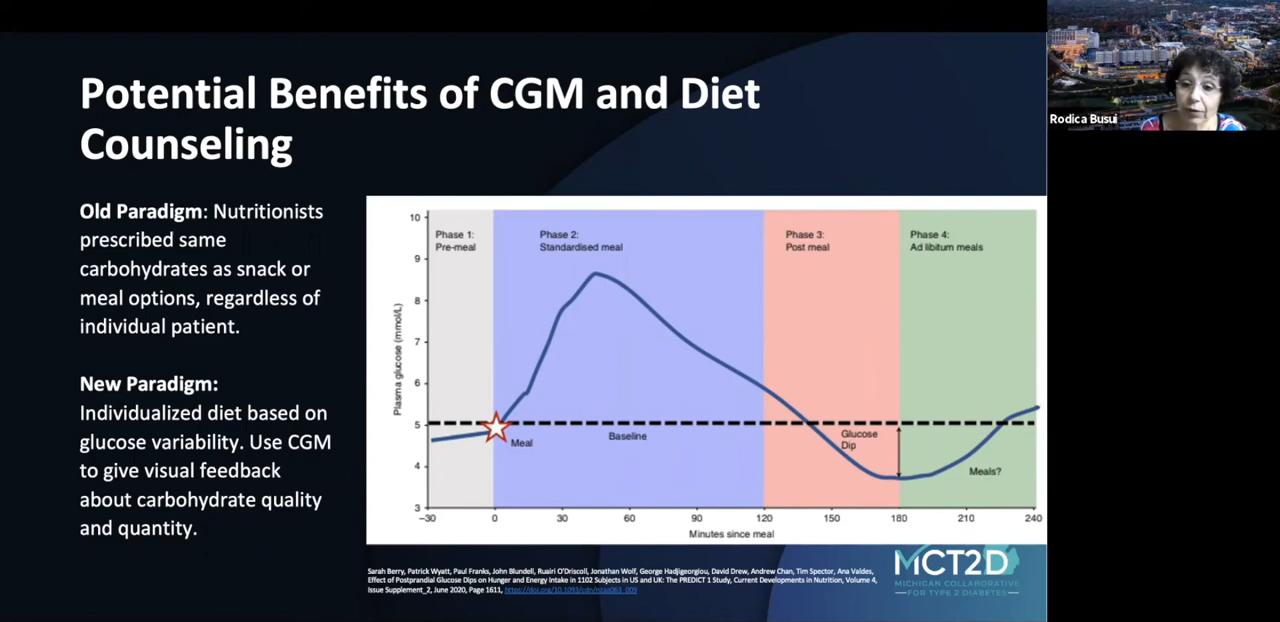 Potential Benefits of CGM and Diet
Counseling
Old Paradigm: Nutritionists
prescribed same
carbohydrates as snack or
meal options, regardless of
individual patient.
New Paradigm:
Individualized diet based on
glucose variability. Use CGM
to give visual feedback
about carbohydrate quality
and quantity.
Plasma glucose (mmol/L)
10
9
8
7
6
5
4
3
Phase 1:
Pre-meal
Phase 2:
Standardised meal
Phase 3:
Post meal
Phase 4:
Ad libitum meals
Meal
Baseline
Glucose
Dip
Meals?
−30 0 30 60 90 120 150 180 210 240
Minutes since meal
Sarah Berry, Patrick Wyatt, Paul Franks, John Blundell, Ruairi O'Driscoll, Jonathan Wolf, George Hadjigeorgiou, David Drew, Andrew Chan, Tim Spector, Ana Valdes,
Effect of Postprandial Glucose Dips on Hunger and Energy Intake in 1102 Subjects in US and UK: The PREDICT 1 Study, Current Developments in Nutrition, Volume 4,
Issue Supplement_2, June 2020, Page 1611, https://doi.org/10.1093/cdn/nzaa063_009
MCT2D
MICHIGAN COLLABORATIVE
FOR TYPE 2 DIABETES
Rodica Busui